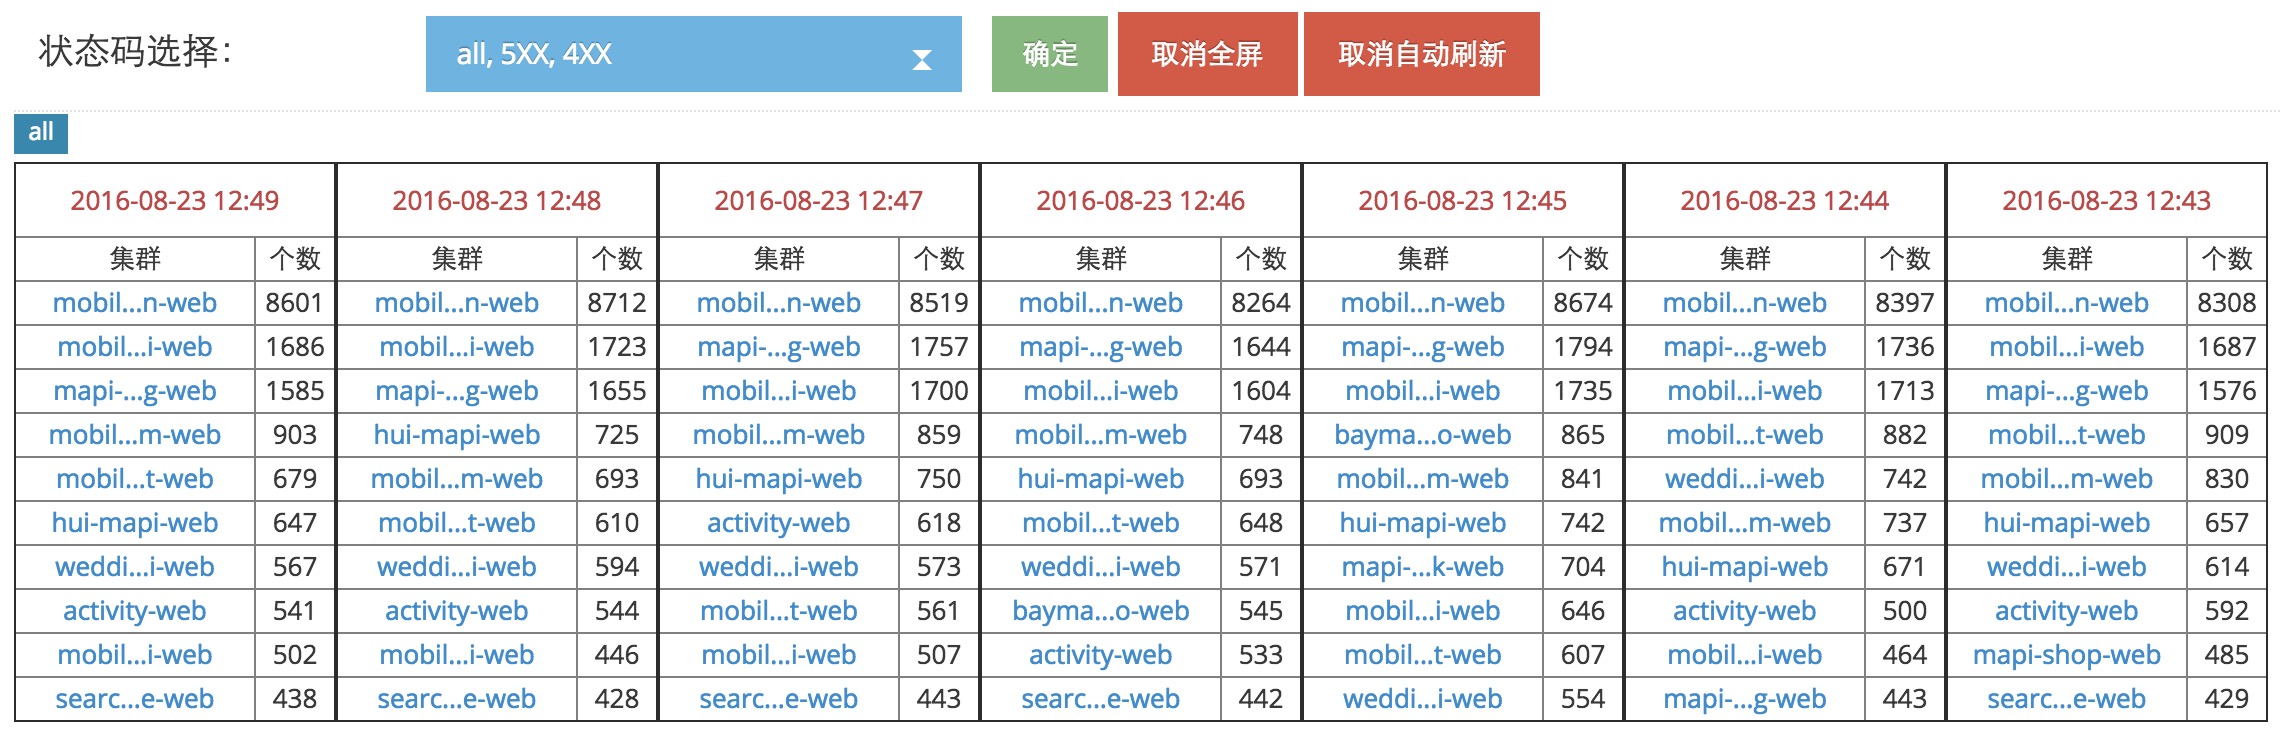 状态码选择：
all, 5XX, 4XX
确定
取消全屏
取消自动刷新
all
2016-08-23 12:49 2016-08-23 12:48 2016-08-23 12:47 2016-08-23 12:46 2016-08-23 12:45 2016-08-23 12:44 2016-08-23 12:43
集群 个数 集群 个数 集群 个数 集群 个数 集群 个数 集群 个数 集群 个数
mobil...n-web 8601 mobil...n-web 8712 mobil...n-web 8519 mobil...n-web 8264 mobil...n-web 8674 mobil...n-web 8397 mobil...n-web 8308
mobil...i-web 1686 mobil...i-web 1723 mapi-...g-web 1757 mapi-...g-web 1644 mapi-...g-web 1794 mapi-...g-web 1736 mobil...i-web 1687
mapi-...g-web 1585 mapi-...g-web 1655 mobil...i-web 1700 mobil...i-web 1604 mobil...i-web 1735 mobil...i-web 1713 mapi-...g-web 1576
mobil...m-web 903 hui-mapi-web 725 mobil...m-web 859 mobil...m-web 748 bayma...o-web 865 mobil...t-web 882 mobil...t-web 909
mobil...t-web 679 mobil...m-web 693 hui-mapi-web 750 hui-mapi-web 693 mobil...m-web 841 weddi...i-web 742 mobil...m-web 830
hui-mapi-web 647 mobil...t-web 610 activity-web 618 mobil...t-web 648 hui-mapi-web 742 mobil...m-web 737 hui-mapi-web 657
weddi...i-web 567 weddi...i-web 594 weddi...i-web 573 weddi...i-web 571 mapi-...k-web 704 hui-mapi-web 671 weddi...i-web 614
activity-web 541 activity-web 544 mobil...t-web 561 bayma...o-web 545 mobil...i-web 646 activity-web 500 activity-web 592
mobil...i-web 502 mobil...i-web 446 mobil...i-web 507 activity-web 533 mobil...t-web 607 mobil...i-web 464 mapi-shop-web 485
searc...e-web 438 searc...e-web 428 searc...e-web 443 searc...e-web 442 weddi...i-web 554 mapi-...g-web 443 searc...e-web 429